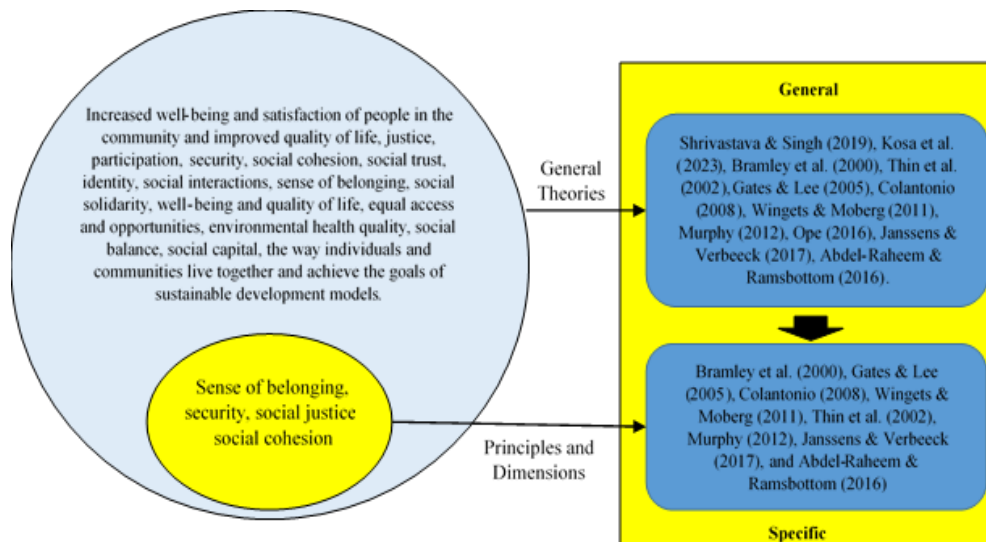 Increased well-being and satisfaction of people in the
community and improved quality of life, justice,
participation, security, social cohesion, social trust,
identity, social interactions, sense of belonging, social
solidarity, well-being and quality of life, equal access
and opportunities, environmental health quality, social
balance, social capital, the way individuals and
communities live together and achieve the goals of
sustainable development models.
Sense of belonging,
security, social justice
social cohesion
General
Theories
Principles and
Dimensions
General
Shrivastava & Singh (2019), Kosa et al.
(2023), Bramley et al. (2000), Thin et al.
(2002), Gates & Lee (2005), Colantonio
(2008), Wingets & Moberg (2011),
Murphy (2012), Ope (2016), Janssens &
Verbeeck (2017), Abdel-Raheem &
Ramsbottom (2016).
Bramley et al. (2000), Gates & Lee
(2005), Colantonio (2008), Wingets &
Moberg (2011), Thin et al. (2002),
Murphy (2012), Janssens & Verbeeck
(2017), and Abdel-Raheem &
Ramsbottom (2016)
Specific